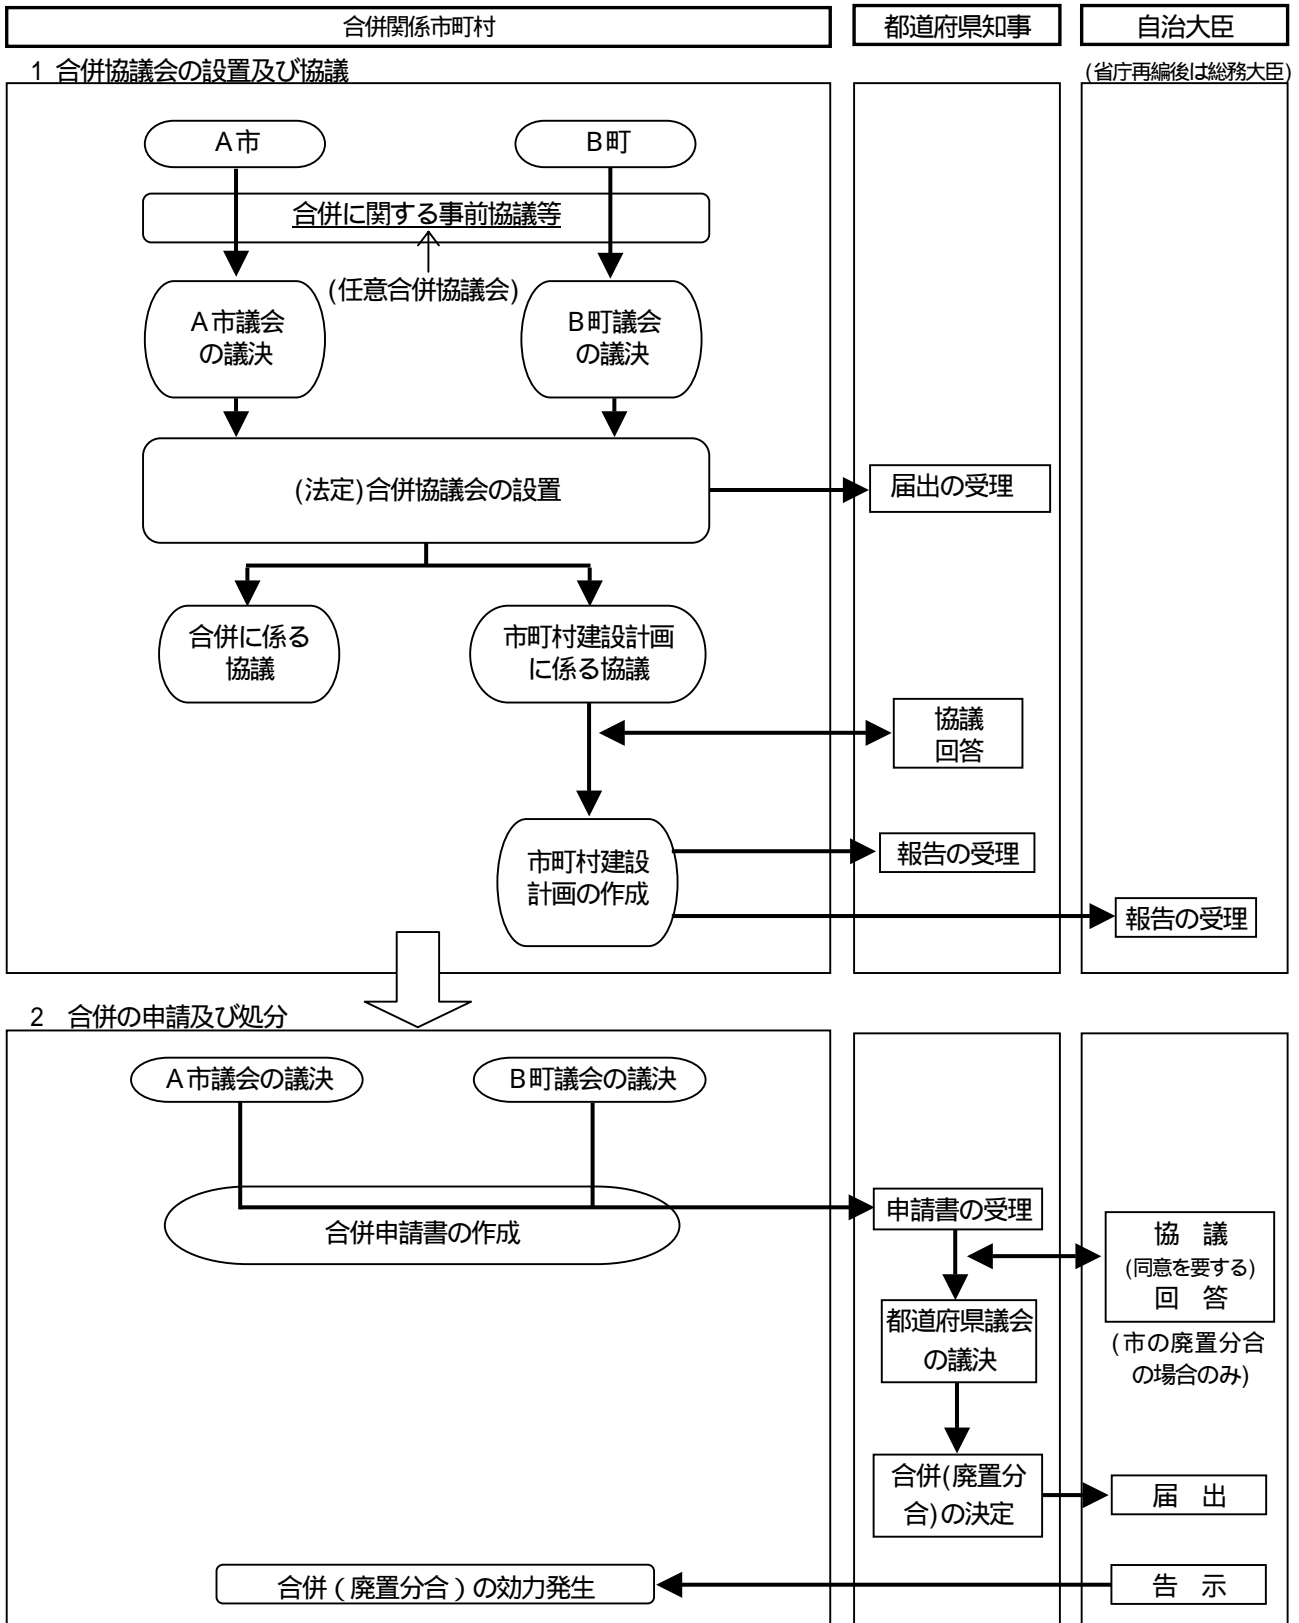 合併関係市町村
都道府県知事
自治大臣
1 合併協議会の設置及び協議
(省庁再編後は総務大臣)
A市
B町
合併に関する事前協議等
(任意合併協議会)
A市議会
の議決
B町議会
の議決
(法定)合併協議会の設置
届出の受理
合併に係る
協議
市町村建設計画
に係る協議
協議
回答
市町村建設
計画の作成
報告の受理
報告の受理
2 合併の申請及び処分
A市議会の議決
B町議会の議決
合併申請書の作成
申請書の受理
協 議
(同意を要する)
回 答
(市の廃置分合
の場合のみ)
都道府県議会
の議決
合併(廃置分
合)の決定
届 出
合併（廃置分合）の効力発生
告 示